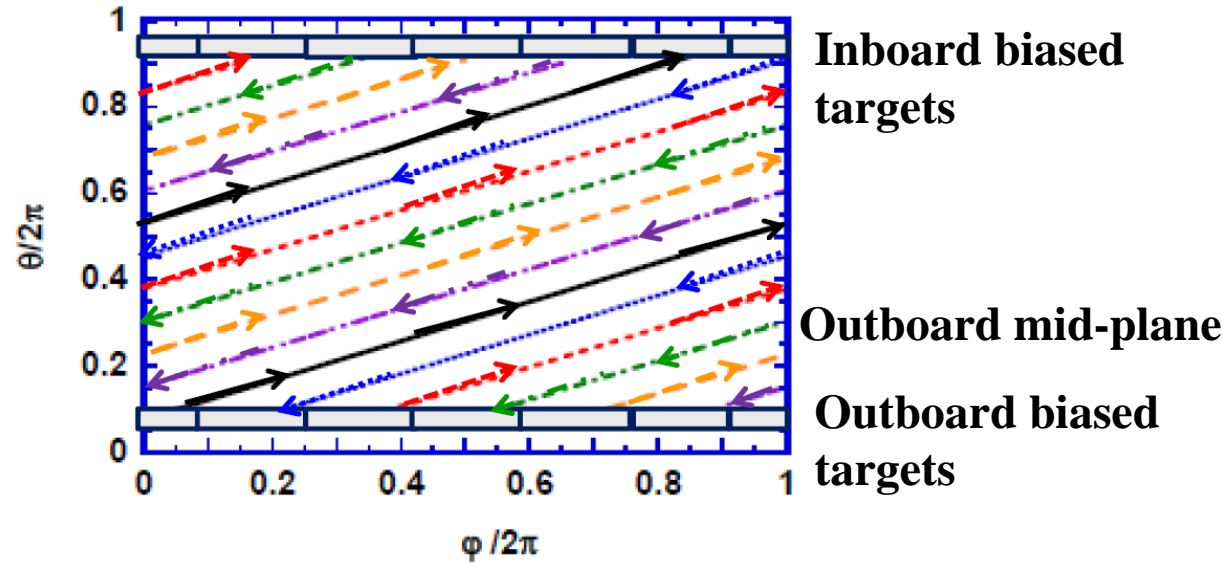 1
Inboard biased
targets
0.8
0.6
θ/2π
0.4
Outboard mid-plane
0.2
Outboard biased
targets
0
0 0.2 0.4 0.6 0.8 1
φ /2π